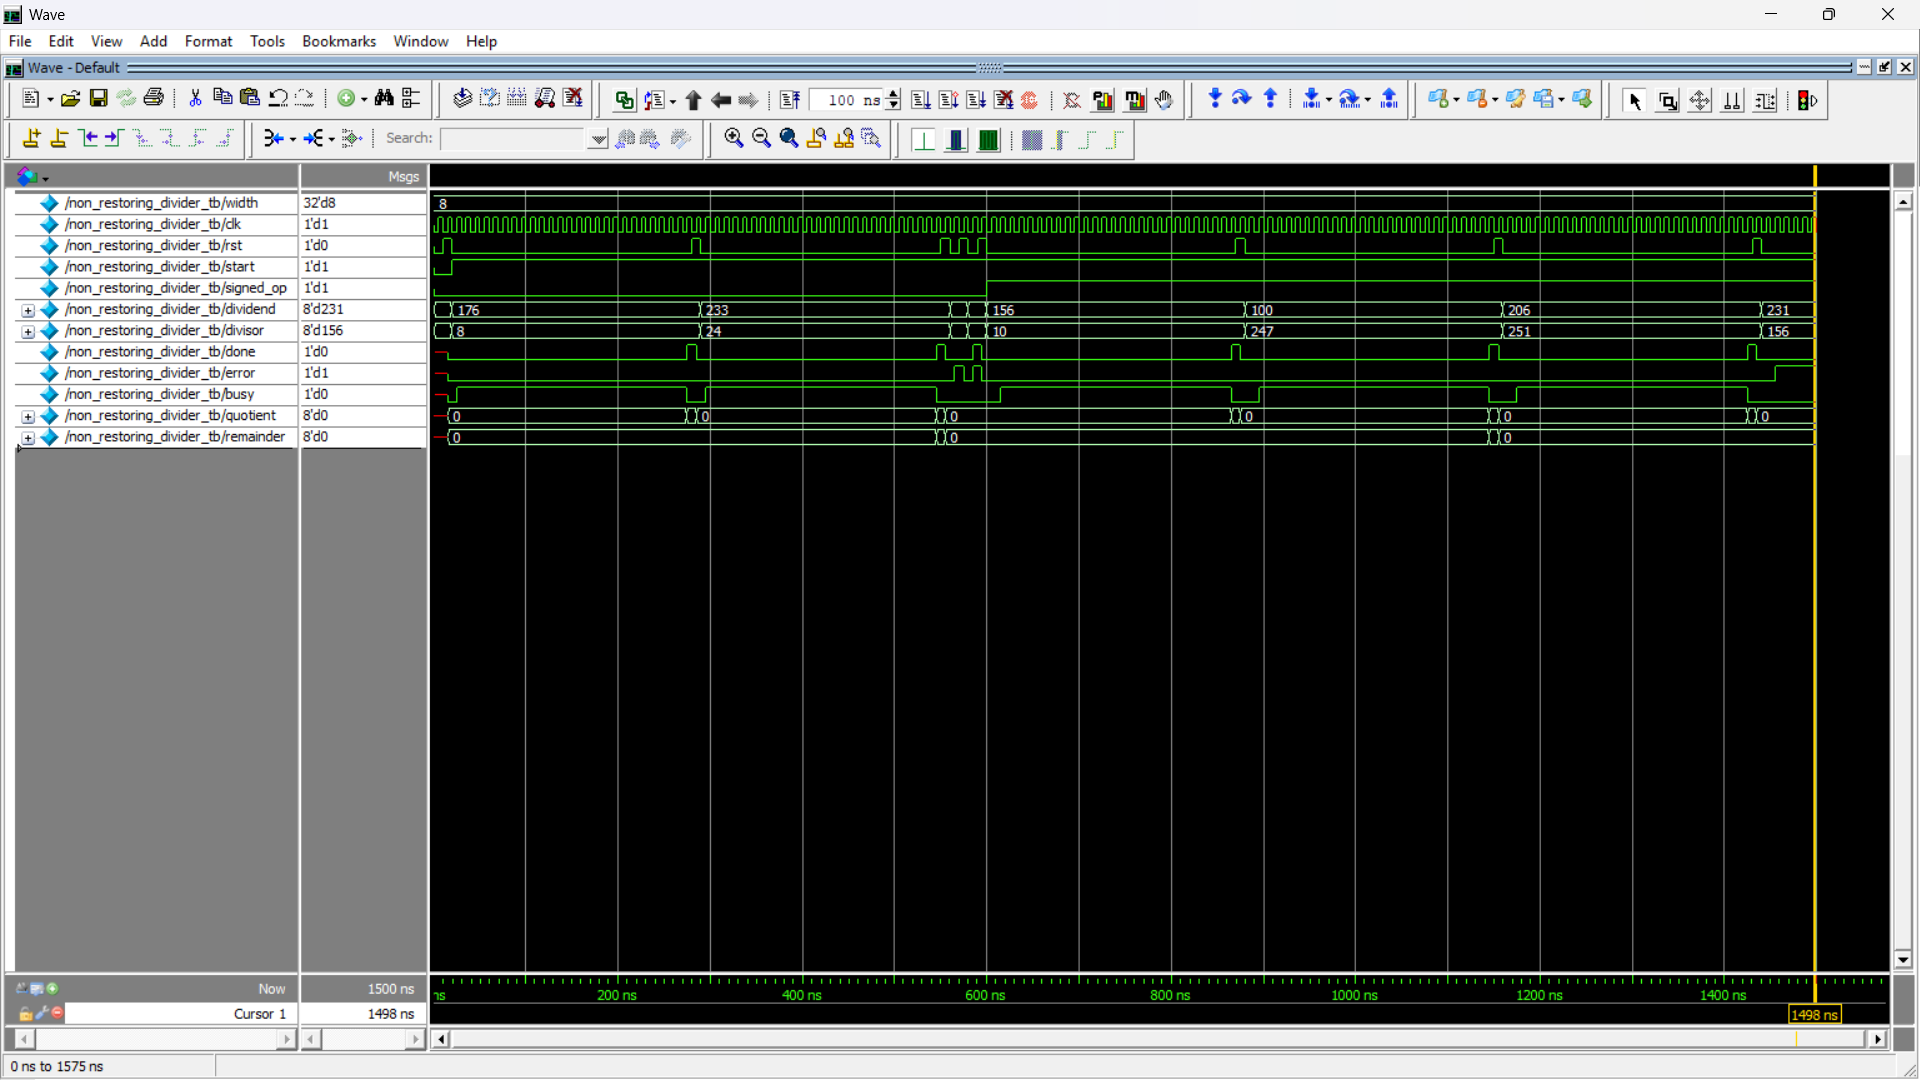 Wave
File Edit View Add Format Tools Bookmarks Window Help
Wave - Default
100 ns
Search:
Msgs
/non_restoring_divider_tb/width 32'd8 8
/non_restoring_divider_tb/clk 1'd1
/non_restoring_divider_tb/rst 1'd0
/non_restoring_divider_tb/start 1'd1
/non_restoring_divider_tb/signed_op 1'd1
/non_restoring_divider_tb/dividend 8'd231 176 233 156 100 206 231
/non_restoring_divider_tb/divisor 8'd156 8 24 10 247 251 156
/non_restoring_divider_tb/done 1'd0
/non_restoring_divider_tb/error 1'd1
/non_restoring_divider_tb/busy 1'd0
/non_restoring_divider_tb/quotient 8'd0 0 0 0 0 0 0
/non_restoring_divider_tb/remainder 8'd0 0 0 0
Now 1500 ns ns 200 ns 400 ns 600 ns 800 ns 1000 ns 1200 ns 1400 ns
Cursor 1 1498 ns 1498 ns
0 ns to 1575 ns